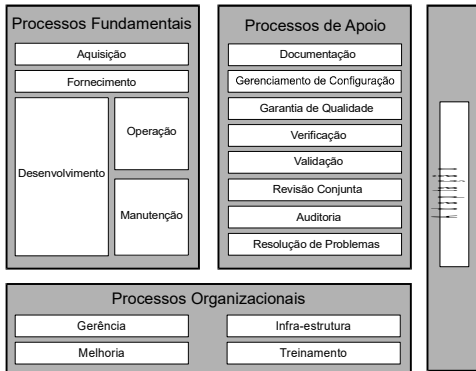 Processos Fundamentais
Aquisição
Fornecimento
Desenvolvimento
Operação
Manutenção
Processos de Apoio
Documentação
Gerenciamento de Configuração
Garantia de Qualidade
Verificação
Validação
Revisão Conjunta
Auditoria
Resolução de Problemas
Processos Organizacionais
Gerência
Infra-estrutura
Melhoria
Treinamento